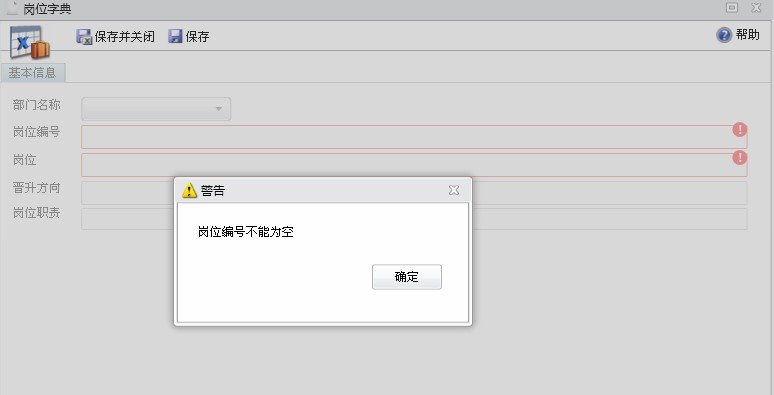 岗位字典
保存并关闭 保存 帮助
基本信息
部门名称
岗位编号
岗位
晋升方向
岗位职责
警告
岗位编号不能为空
确定